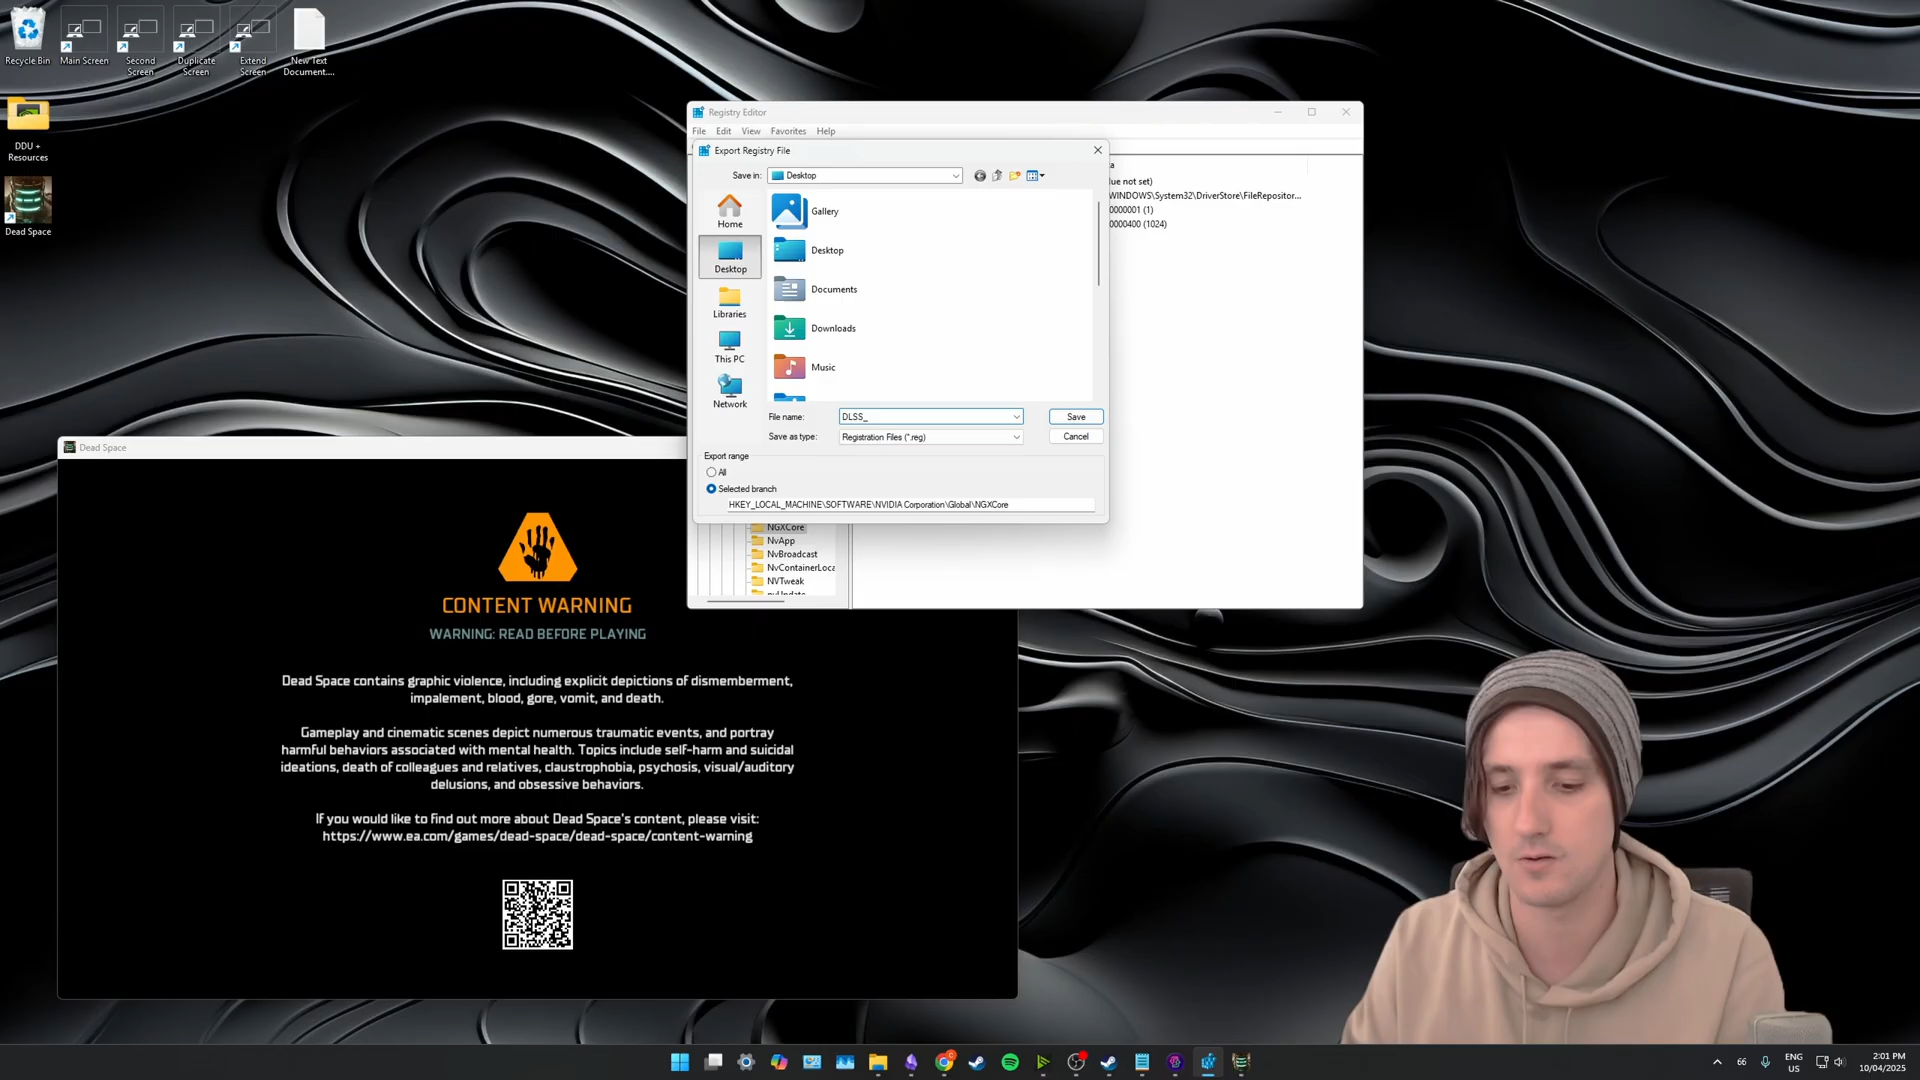 Recycle Bin
Main Screen
Second Screen
Duplicate Screen
Extend Screen
New Text Document....
DDU + Resources
Dead Space
Registry Editor
File Edit View Favorites Help
Export Registry File
Save in: Desktop
Home
Desktop
Libraries
This PC
Network
Gallery
Desktop
Documents
Downloads
Music
File name: DLSS_
Save
Save as type: Registration Files (*.reg)
Cancel
Export range
All
Selected branch
HKEY_LOCAL_MACHINE\SOFTWARE\NVIDIA Corporation\Global\NGXCore
ta
lue not set)
WINDOWS\System32\DriverStore\FileRepositor...
0000001 (1)
0000400 (1024)
NGXCore
NvApp
NvBroadcast
NvContainerLoca
NVTweak
nvUpdate
Dead Space
CONTENT WARNING
WARNING: READ BEFORE PLAYING
Dead Space contains graphic violence, including explicit depictions of dismemberment,
impalement, blood, gore, vomit, and death.
Gameplay and cinematic scenes depict numerous traumatic events, and portray
harmful behaviors associated with mental health. Topics include self-harm and suicidal
ideations, death of colleagues and relatives, claustrophobia, psychosis, visual/auditory
delusions, and obsessive behaviors.
If you would like to find out more about Dead Space's content, please visit:
https://www.ea.com/games/dead-space/dead-space/content-warning
66
ENG
US
2:01 PM
10/04/2025